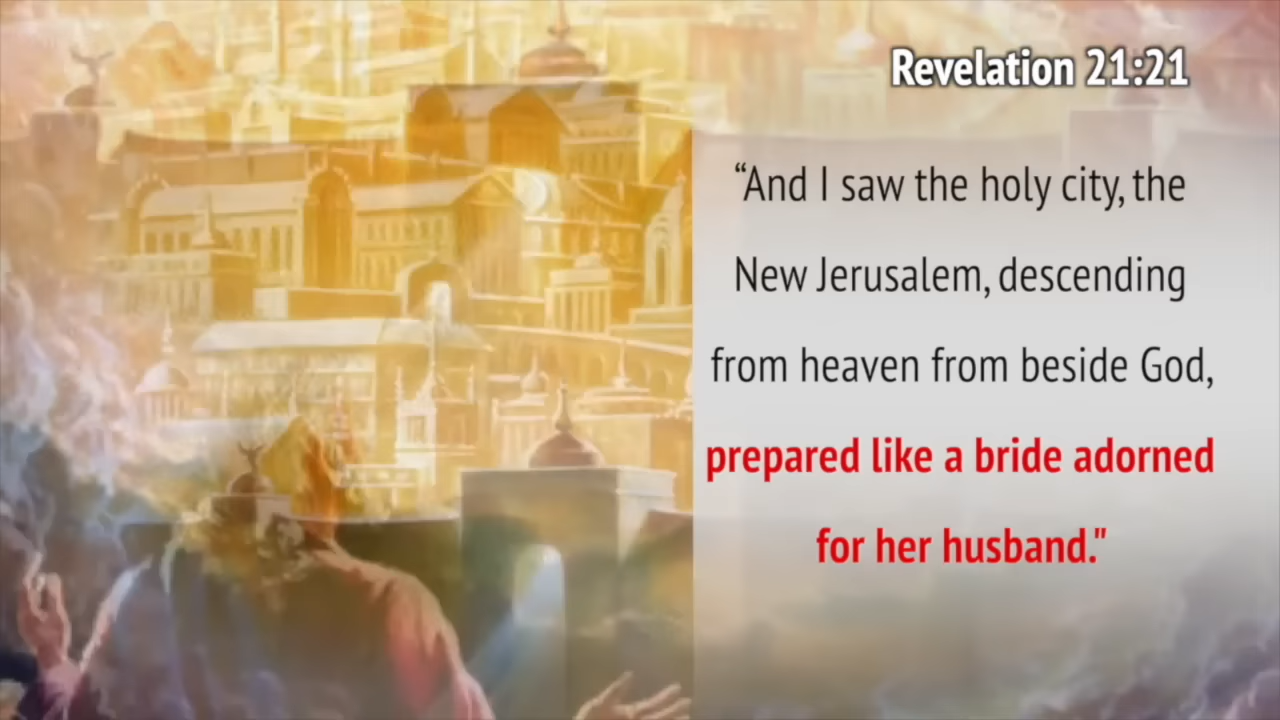 Revelation 21:21
“And I saw the holy city, the
New Jerusalem, descending
from heaven from beside God,
prepared like a bride adorned
for her husband."